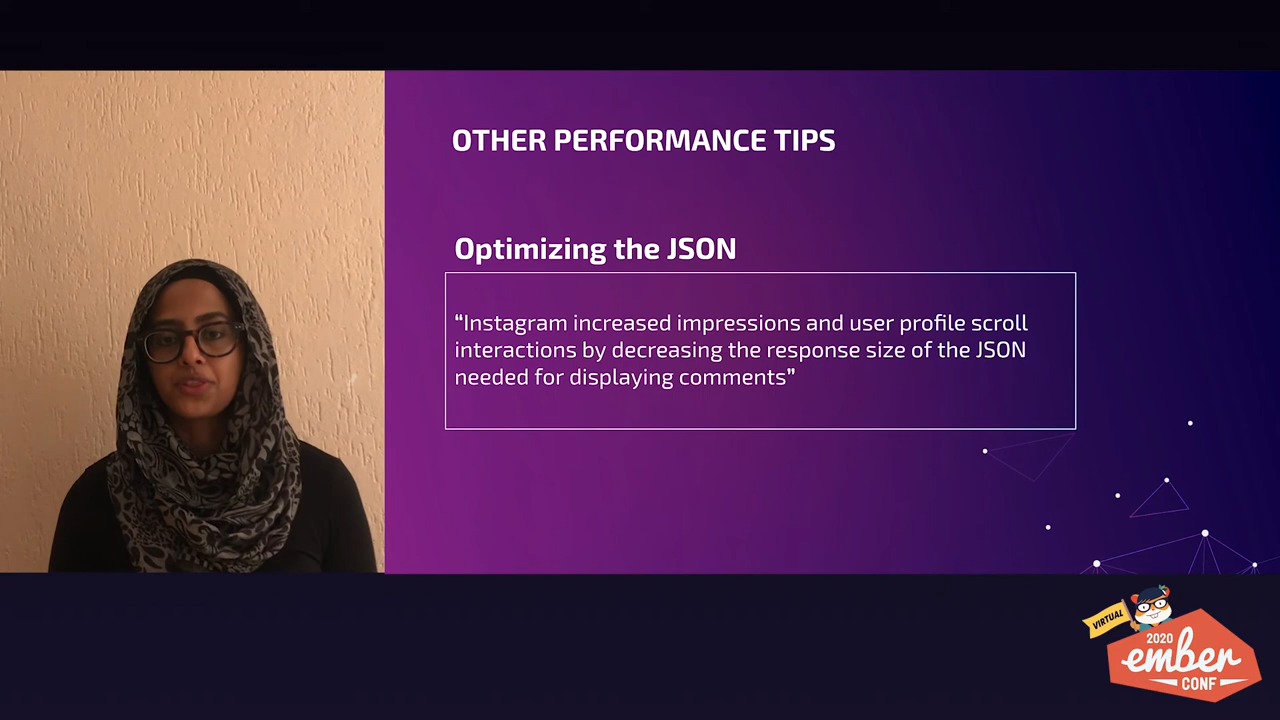 OTHER PERFORMANCE TIPS
Optimizing the JSON
“Instagram increased impressions and user profile scroll
interactions by decreasing the response size of the JSON
needed for displaying comments”
VIRTUAL
2020
ember
CONF